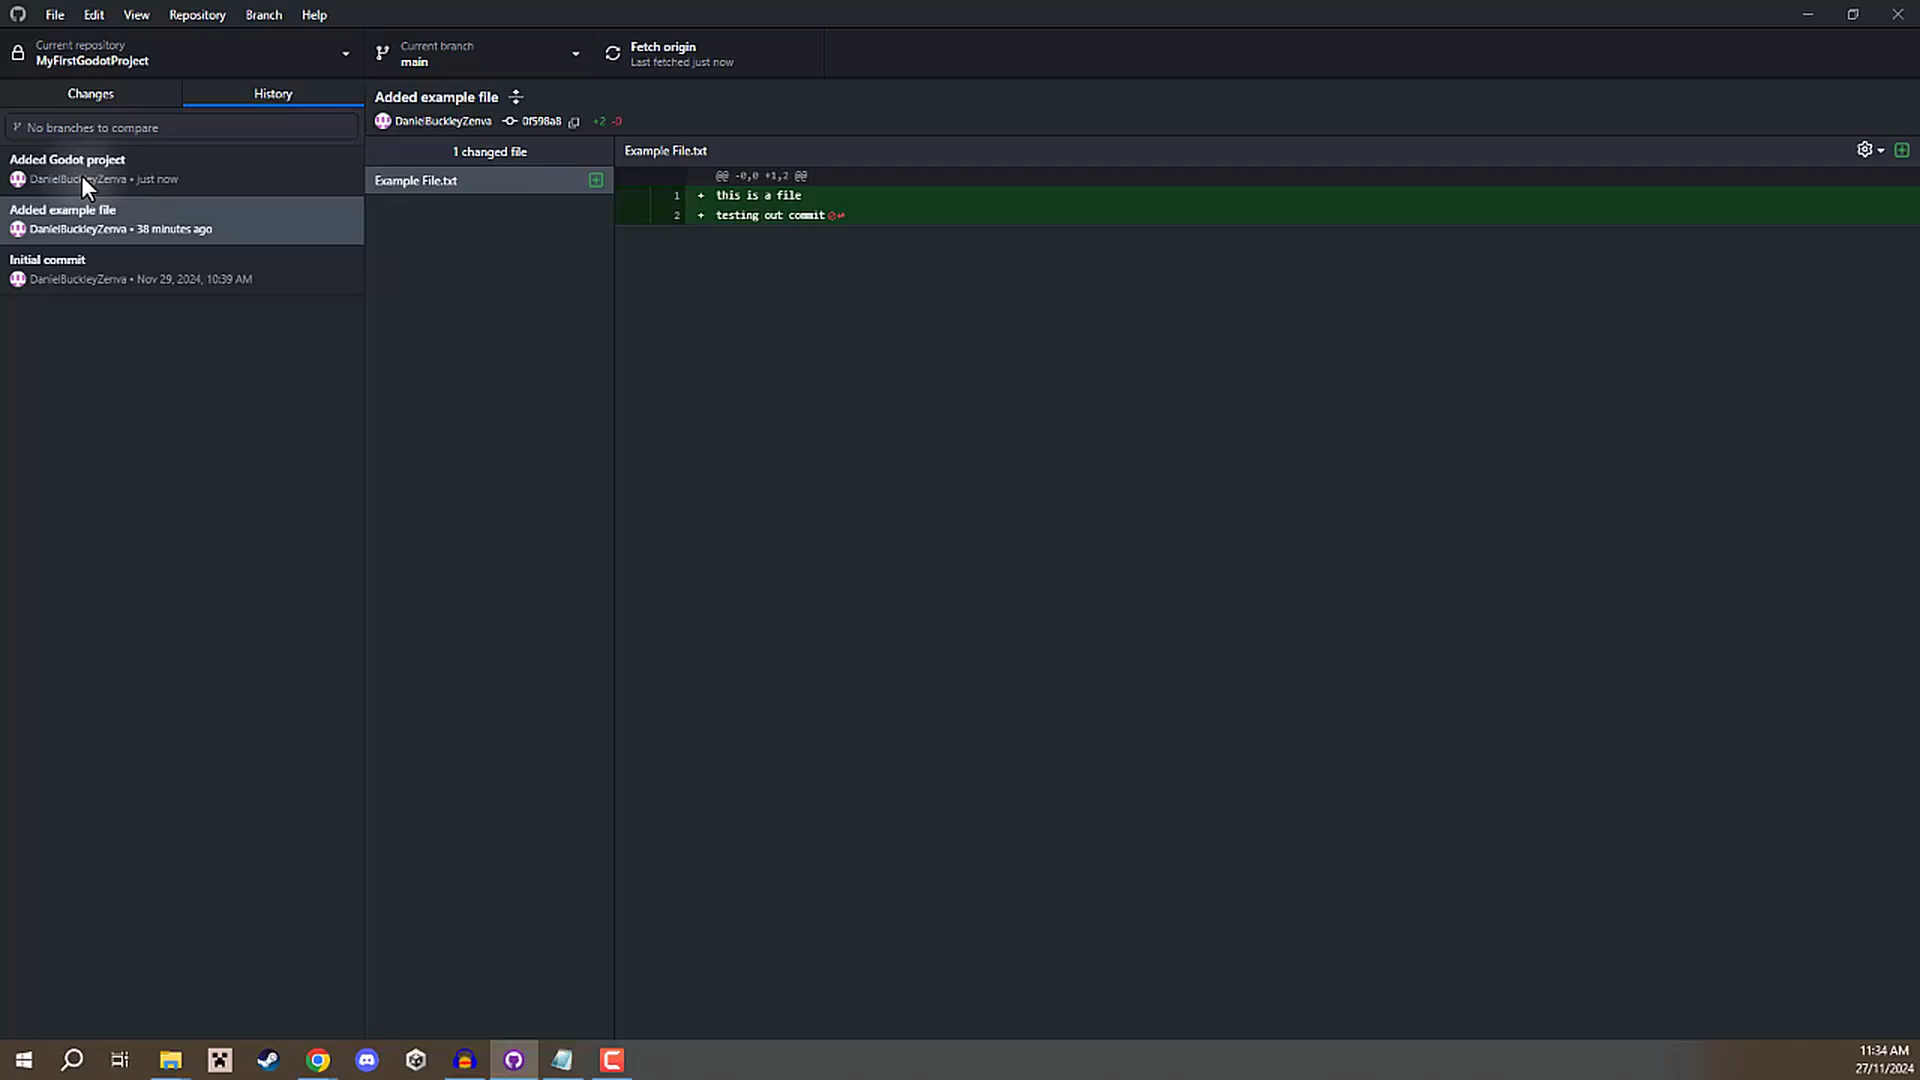 File Edit View Repository Branch Help
Current repository
MyFirstGodotProject
Current branch
main
Fetch origin
Last fetched just now
Changes
History
No branches to compare
Added Godot project
DanielBuckleyZenva • just now
Added example file
DanielBuckleyZenva • 38 minutes ago
Initial commit
DanielBuckleyZenva • Nov 29, 2024, 10:39 AM
Added example file
DanielBuckleyZenva 0f598a8 +2 -0
1 changed file
Example File.txt
Example File.txt
@@ -0,0 +1,2 @@
1 + this is a file
2 + testing out commit
11:34 AM
27/11/2024